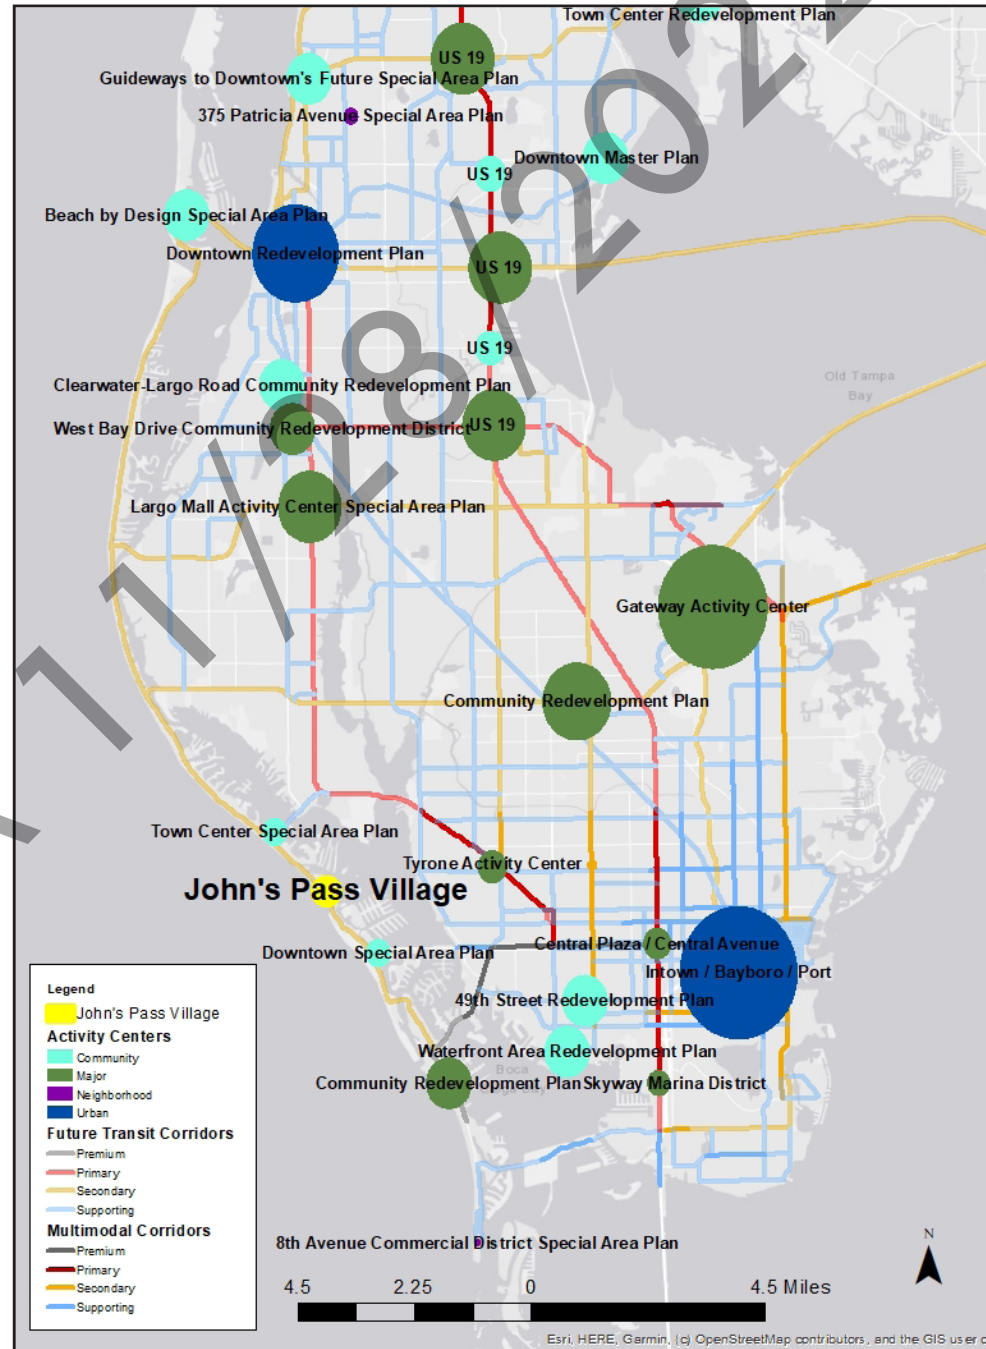 Town Center Redevelopment Plan
US 19
Guideways to Downtown's Future Special Area Plan
375 Patricia Avenue Special Area Plan
Downtown Master Plan
US 19
Beach by Design Special Area Plan
Downtown Redevelopment Plan
US 19
US 19
Old Tampa
Bay
Clearwater-Largo Road Community Redevelopment Plan
West Bay Drive Community Redevelopment District
US 19
Largo Mall Activity Center Special Area Plan
Gateway Activity Center
Community Redevelopment Plan
Town Center Special Area Plan
Tyrone Activity Center
John's Pass Village
Central Plaza / Central Avenue
Downtown Special Area Plan
Intown / Bayboro / Port
49th Street Redevelopment Plan
Waterfront Area Redevelopment Plan
Boca
Community Redevelopment Plan
Skyway Marina District
8th Avenue Commercial District Special Area Plan
Legend
John's Pass Village
Activity Centers
Community
Major
Neighborhood
Urban
Future Transit Corridors
Premium
Primary
Secondary
Supporting
Multimodal Corridors
Premium
Primary
Secondary
Supporting
N
4.5 2.25 0 4.5 Miles
Esri, HERE, Garmin, (c) OpenStreetMap contributors, and the GIS user
11/28/202